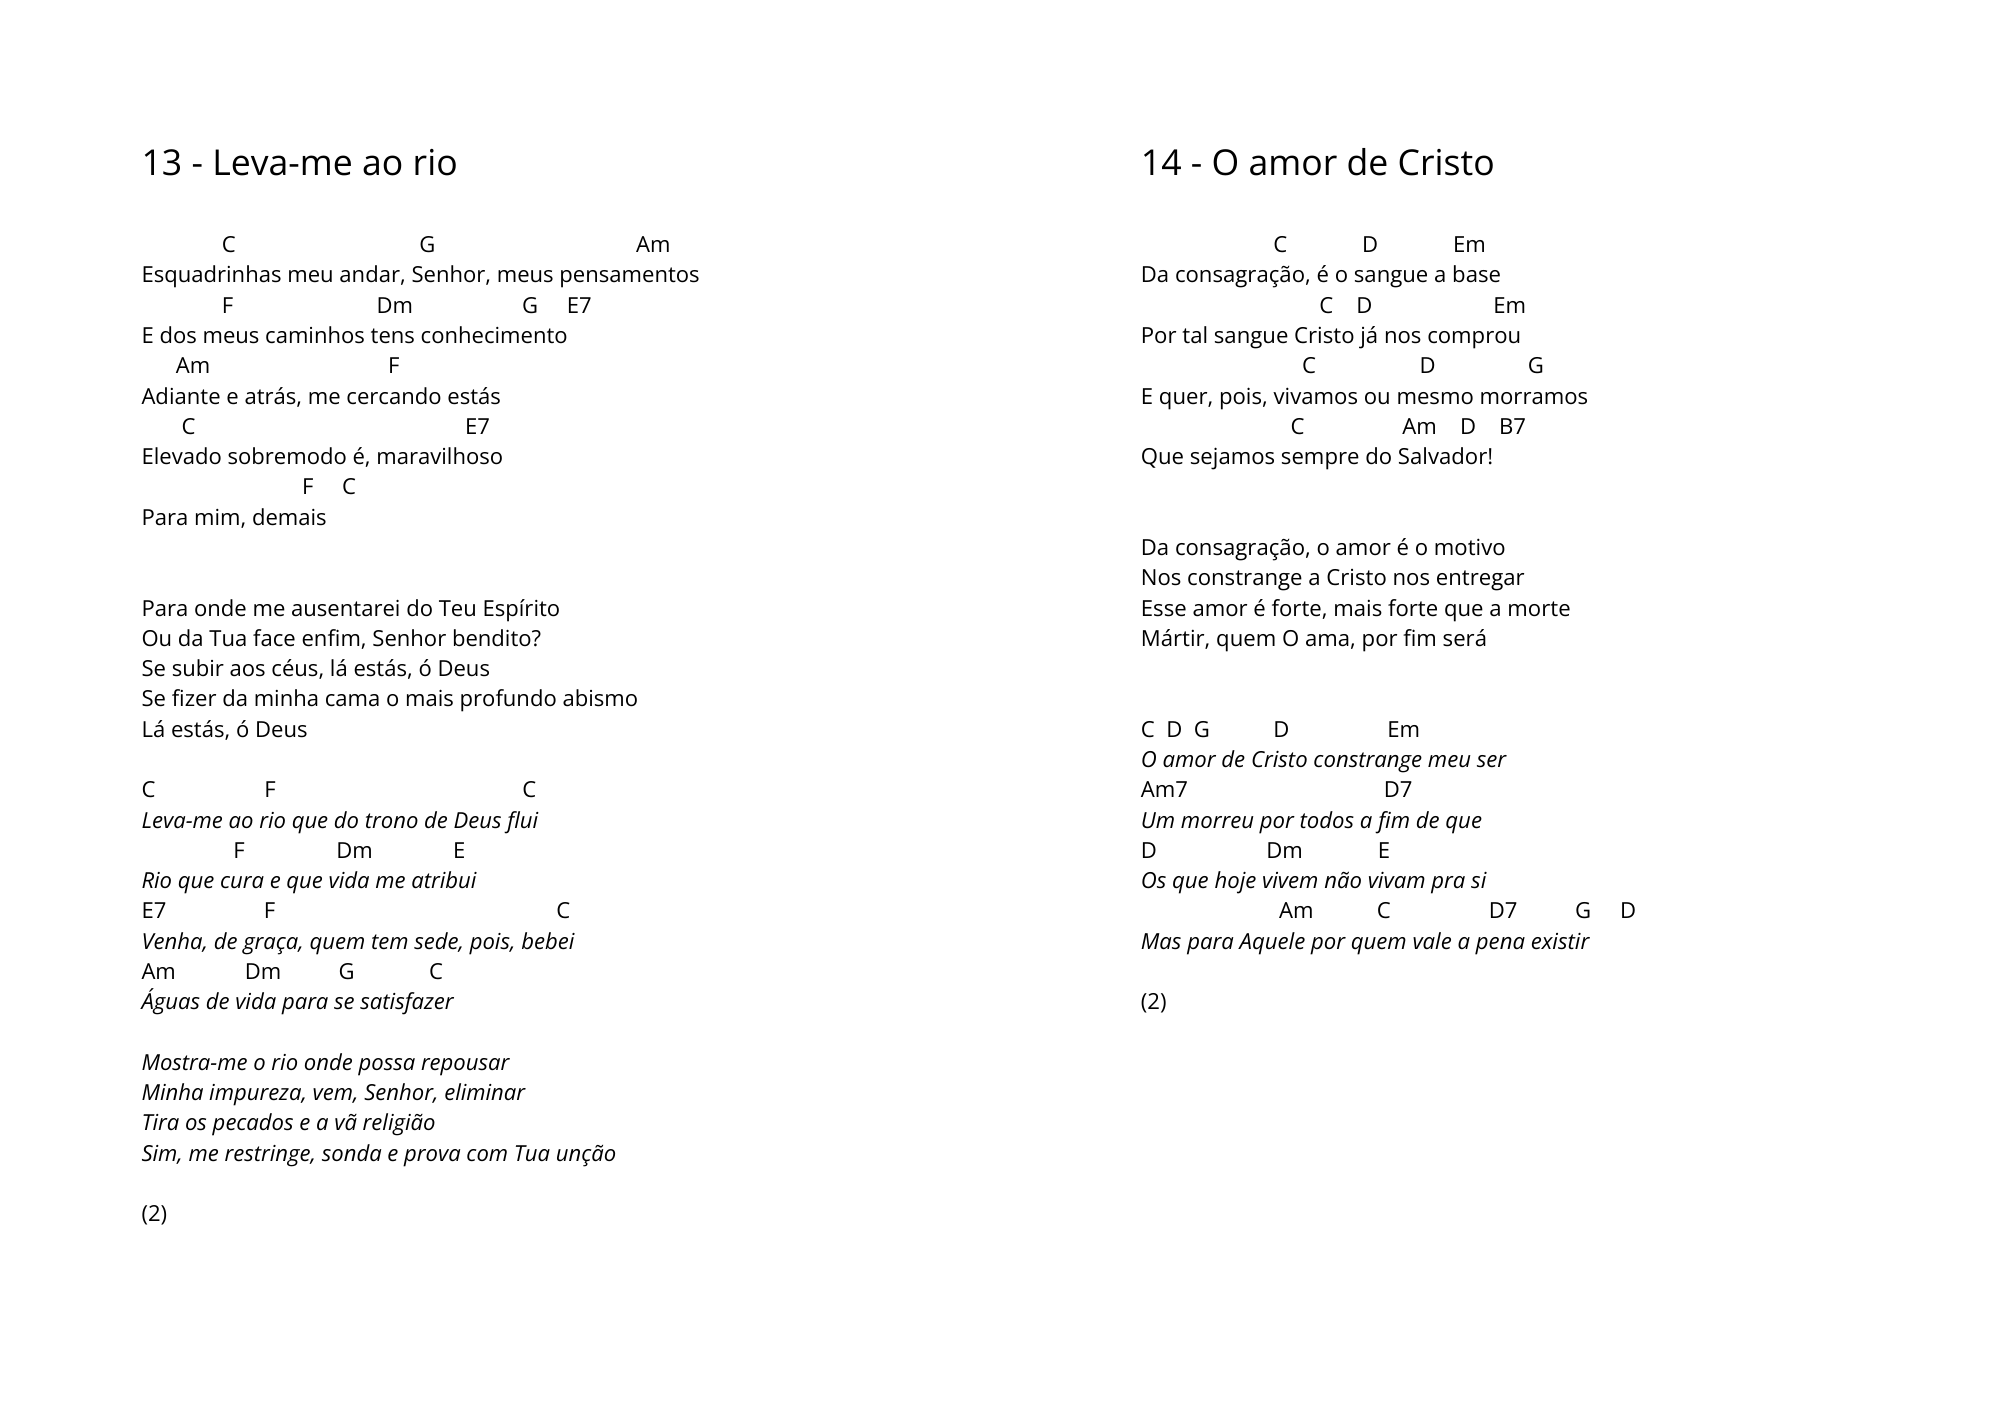 13 - Leva-me ao rio
C G Am
Esquadrinhas meu andar, Senhor, meus pensamentos
F Dm G E7
E dos meus caminhos tens conhecimento
Am F
Adiante e atrás, me cercando estás
C E7
Elevado sobremodo é, maravilhoso
F C
Para mim, demais
Para onde me ausentarei do Teu Espírito
Ou da Tua face enfim, Senhor bendito?
Se subir aos céus, lá estás, ó Deus
Se fizer da minha cama o mais profundo abismo
Lá estás, ó Deus
C F C
Leva-me ao rio que do trono de Deus flui
F Dm E
Rio que cura e que vida me atribui
E7 F C
Venha, de graça, quem tem sede, pois, bebei
Am Dm G C
Águas de vida para se satisfazer
Mostra-me o rio onde possa repousar
Minha impureza, vem, Senhor, eliminar
Tira os pecados e a vã religião
Sim, me restringe, sonda e prova com Tua unção
(2)
14 - O amor de Cristo
C D Em
Da consagração, é o sangue a base
C D Em
Por tal sangue Cristo já nos comprou
C D G
E quer, pois, vivamos ou mesmo morramos
C Am D B7
Que sejamos sempre do Salvador!
Da consagração, o amor é o motivo
Nos constrange a Cristo nos entregar
Esse amor é forte, mais forte que a morte
Mártir, quem O ama, por fim será
C D G D Em
O amor de Cristo constrange meu ser
Am7 D7
Um morreu por todos a fim de que
D Dm E
Os que hoje vivem não vivam pra si
Am C D7 G D
Mas para Aquele por quem vale a pena existir
(2)